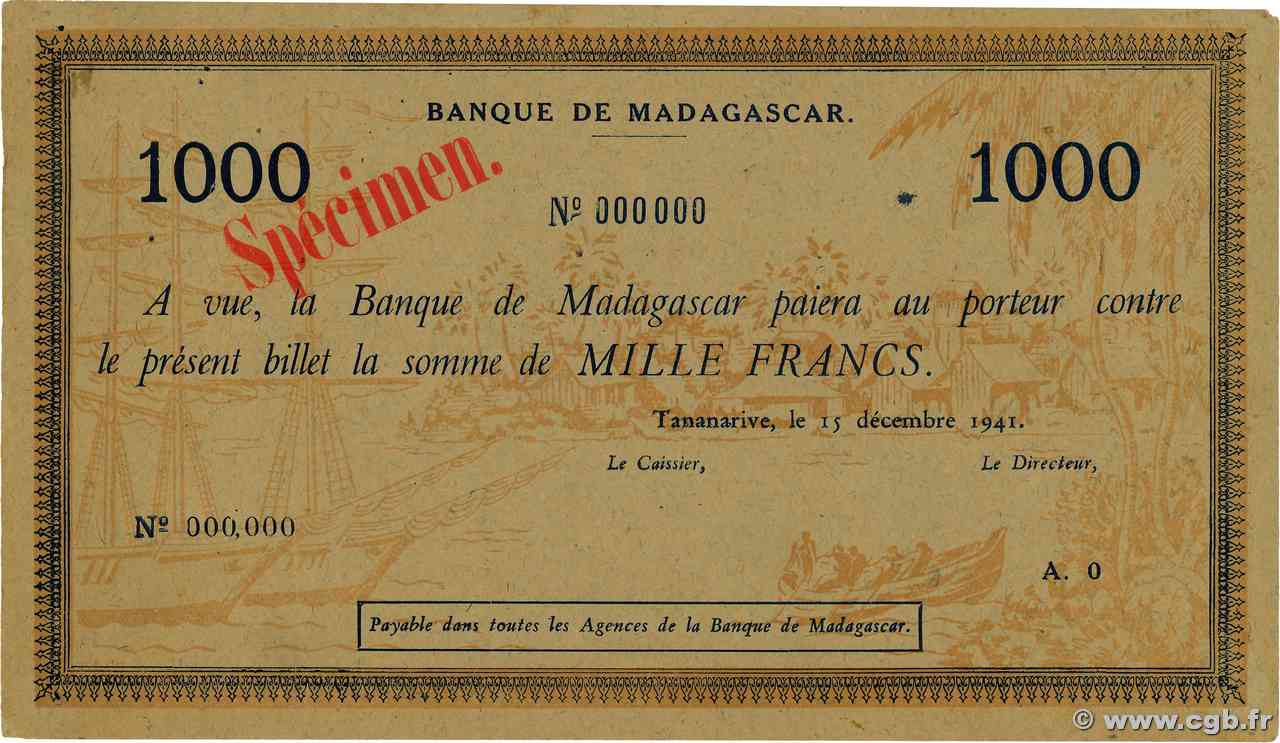 BANQUE DE MADAGASCAR.
1000
1000
Spécimen.
Nº 000000
A vue, la Banque de Madagascar paiera au porteur contre
le présent billet la somme de MILLE FRANCS.
Tananarive, le 15 décembre 1941.
Le Caissier,
Le Directeur,
Nº 000,000
A. 0
Payable dans toutes les Agences de la Banque de Madagascar.
© www.cgb.fr